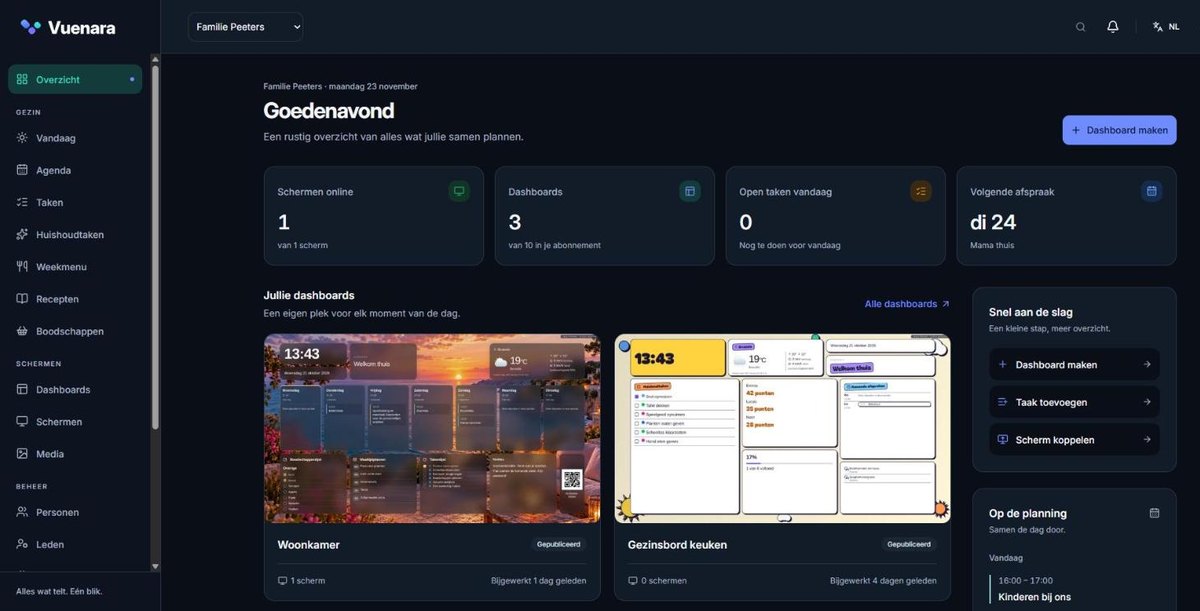 Vuenara
Familie Peeters
NL
Overzicht
GEZIN
Vandaag
Agenda
Taken
Huishoudtaken
Weekmenu
Recepten
Boodschappen
SCHERMEN
Dashboards
Schermen
Media
BEHEER
Personen
Leden
Alles wat telt. Eén blik.
Familie Peeters · maandag 23 november
Goedenavond
Een rustig overzicht van alles wat jullie samen plannen.
+ Dashboard maken
Schermen online
1
van 1 scherm
Dashboards
3
van 10 in je abonnement
Open taken vandaag
0
Nog te doen voor vandaag
Volgende afspraak
di 24
Mama thuis
Jullie dashboards
Een eigen plek voor elk moment van de dag.
Alle dashboards
13:43
Welkom thuis
19°C
Woonkamer
Gepubliceerd
1 scherm
Bijgewerkt 1 dag geleden
13:43
19°C
Welkom thuis
42 punten
35 punten
28 punten
17%
Gezinsbord keuken
Gepubliceerd
0 schermen
Bijgewerkt 4 dagen geleden
Snel aan de slag
Een kleine stap, meer overzicht.
+ Dashboard maken
Taak toevoegen
Scherm koppelen
Op de planning
Samen de dag door.
Vandaag
16:00 – 17:00
Kinderen bij ons